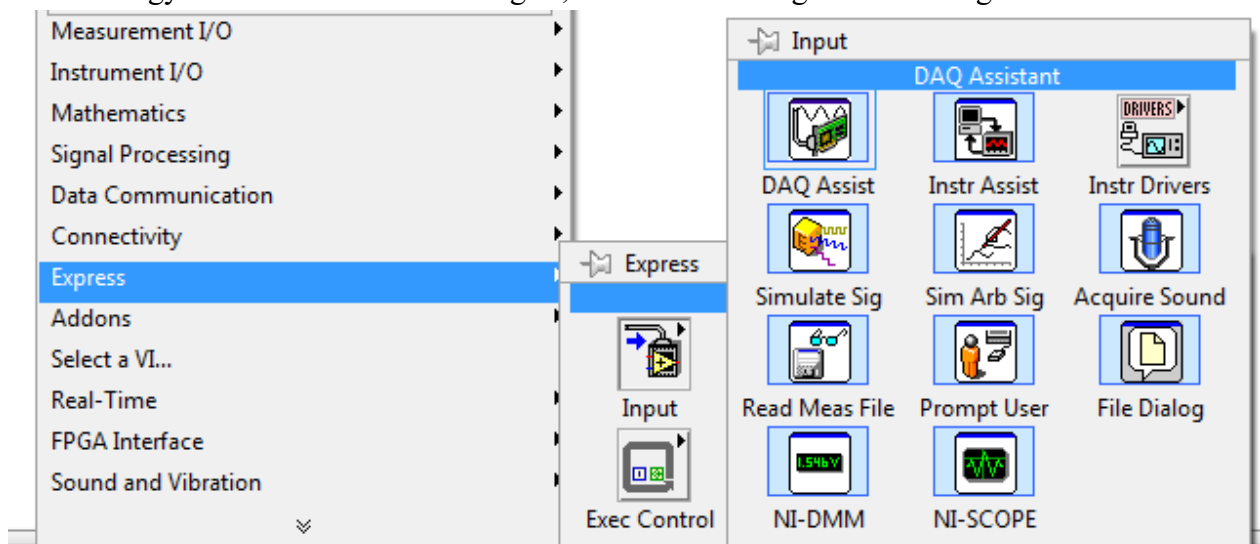 Measurement I/O
Instrument I/O
Mathematics
Signal Processing
Data Communication
Connectivity
Express
Addons
Select a VI...
Real-Time
FPGA Interface
Sound and Vibration
Express
Input
Exec Control
Input
DAQ Assistant
DRIVERS
DAQ Assist Instr Assist Instr Drivers
Simulate Sig Sim Arb Sig Acquire Sound
Read Meas File Prompt User File Dialog
1.546V
NI-DMM NI-SCOPE